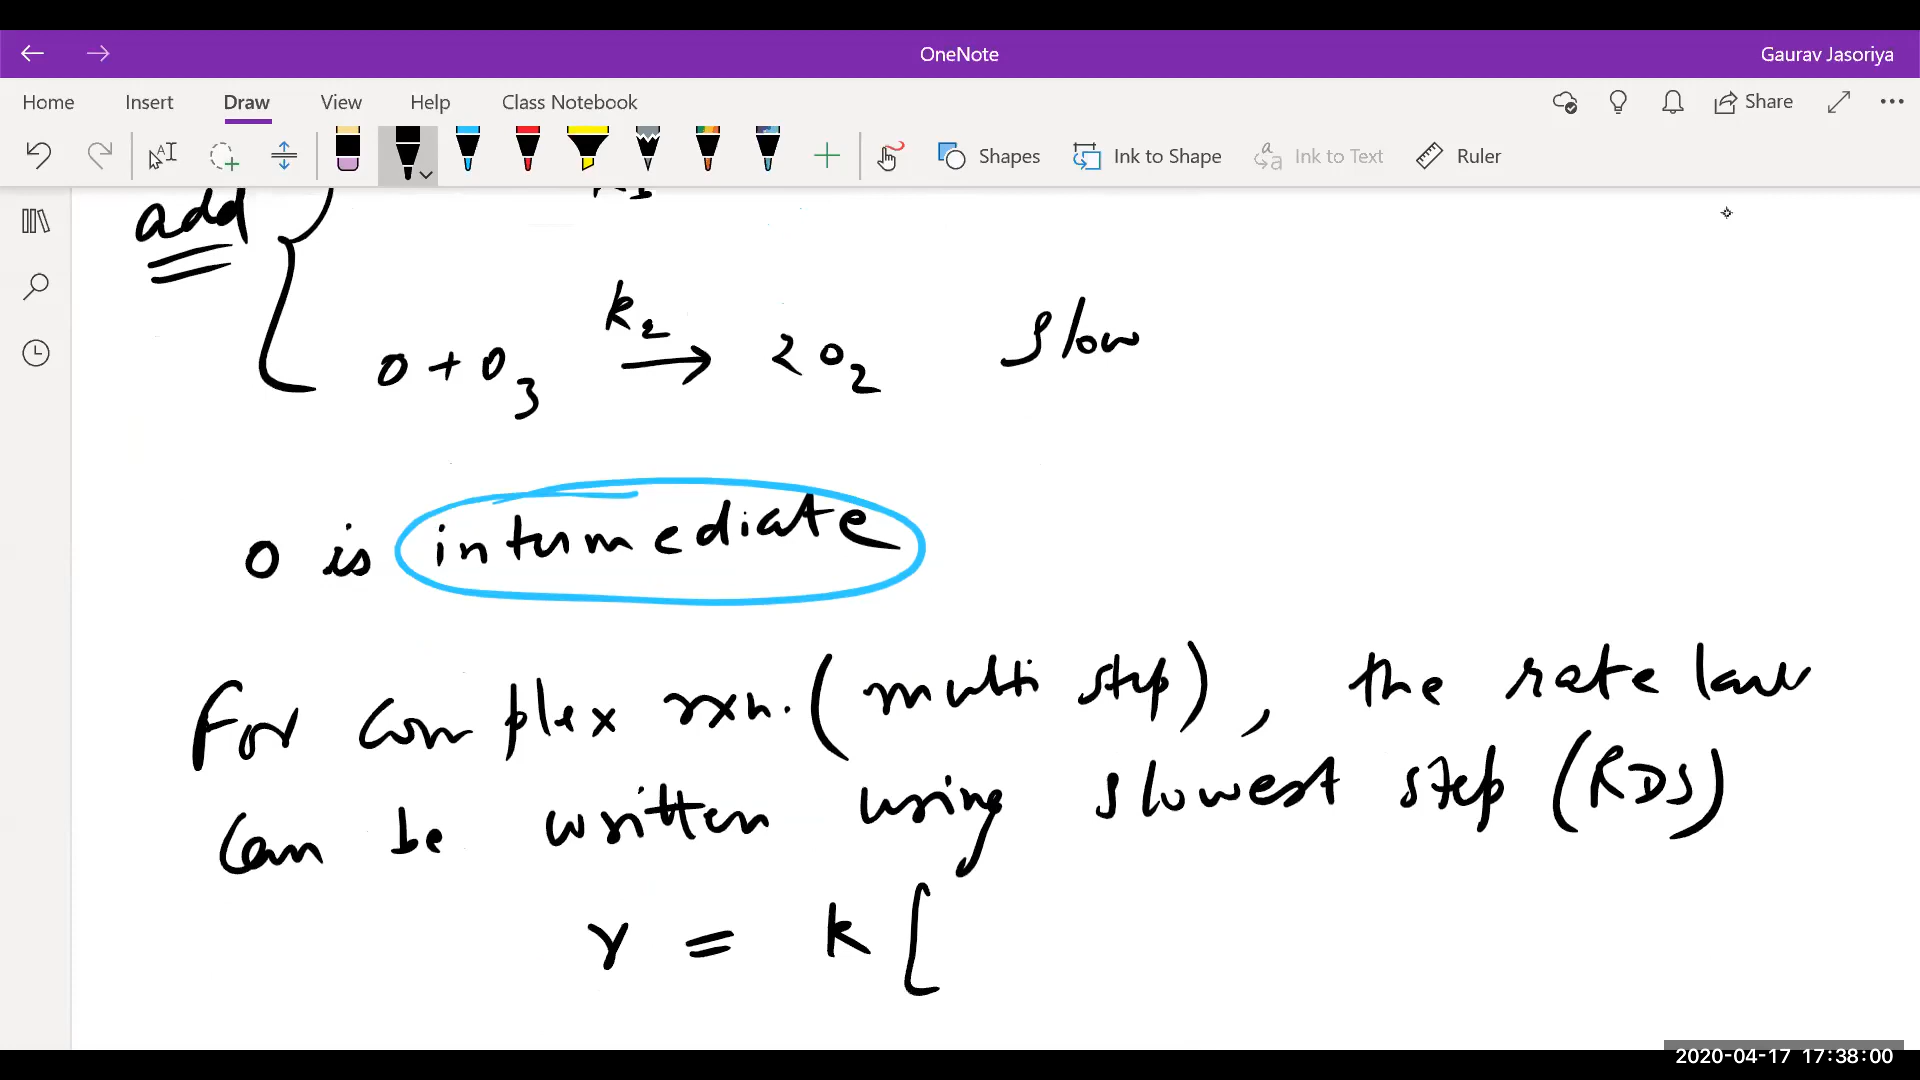 OneNote
Gaurav Jasoriya
Home Insert Draw View Help Class Notebook Share
Shapes Ink to Shape Ink to Text Ruler
add
O + O3 k2 → 2O2 Slow
O is intermediate
For complex rxn. (multi step), the rate law
can be written using slowest step (RDS)
r = k [
2020-04-17 17:38:00